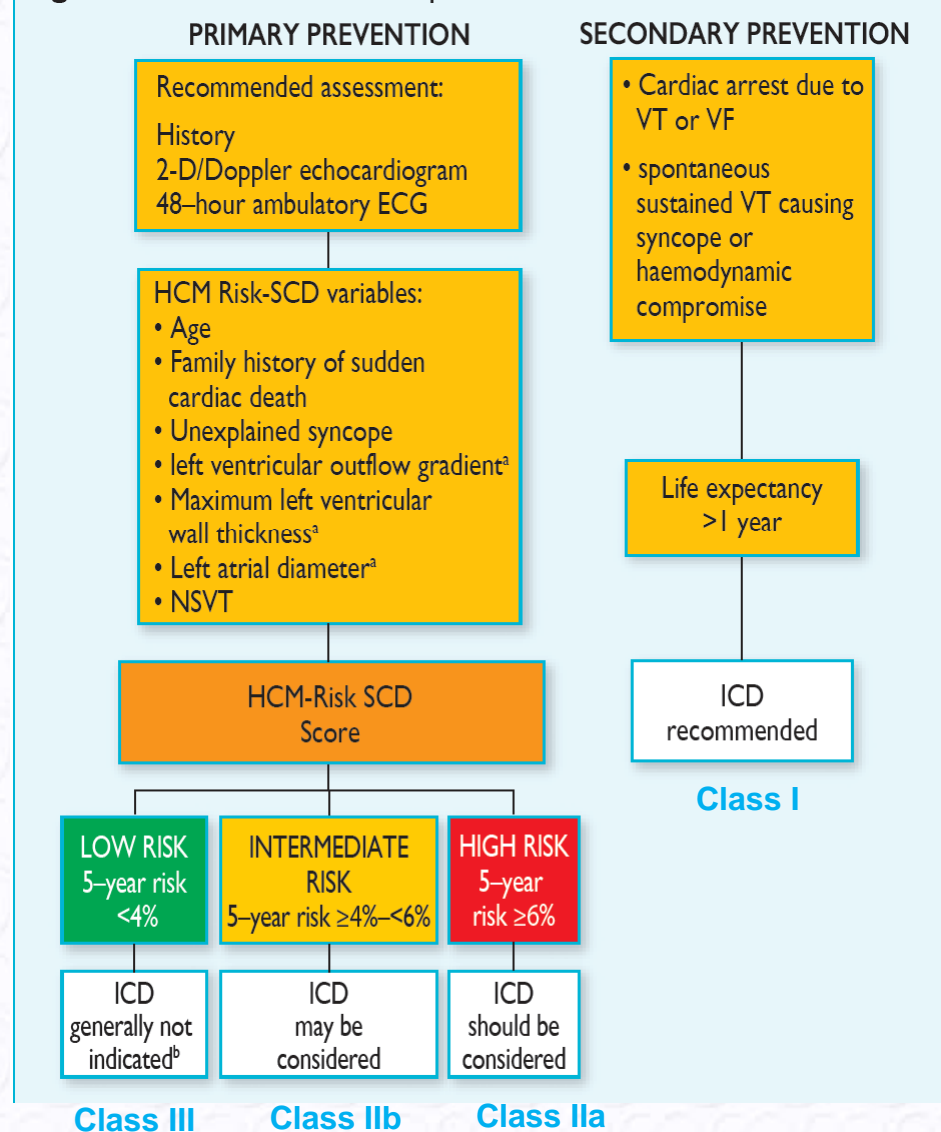 PRIMARY PREVENTION
Recommended assessment:
History
2-D/Doppler echocardiogram
48–hour ambulatory ECG
HCM Risk-SCD variables:
• Age
• Family history of sudden
cardiac death
• Unexplained syncope
• left ventricular outflow gradientᵃ
• Maximum left ventricular
wall thicknessᵃ
• Left atrial diameterᵃ
• NSVT
HCM-Risk SCD
Score
LOW RISK
5–year risk
<4%
INTERMEDIATE
RISK
5–year risk ≥4%–<6%
HIGH RISK
5–year
risk ≥6%
ICD
generally not
indicatedᵇ
ICD
may be
considered
ICD
should be
considered
Class III
Class IIb
Class IIa
SECONDARY PREVENTION
• Cardiac arrest due to
VT or VF
• spontaneous
sustained VT causing
syncope or
haemodynamic
compromise
Life expectancy
>1 year
ICD
recommended
Class I